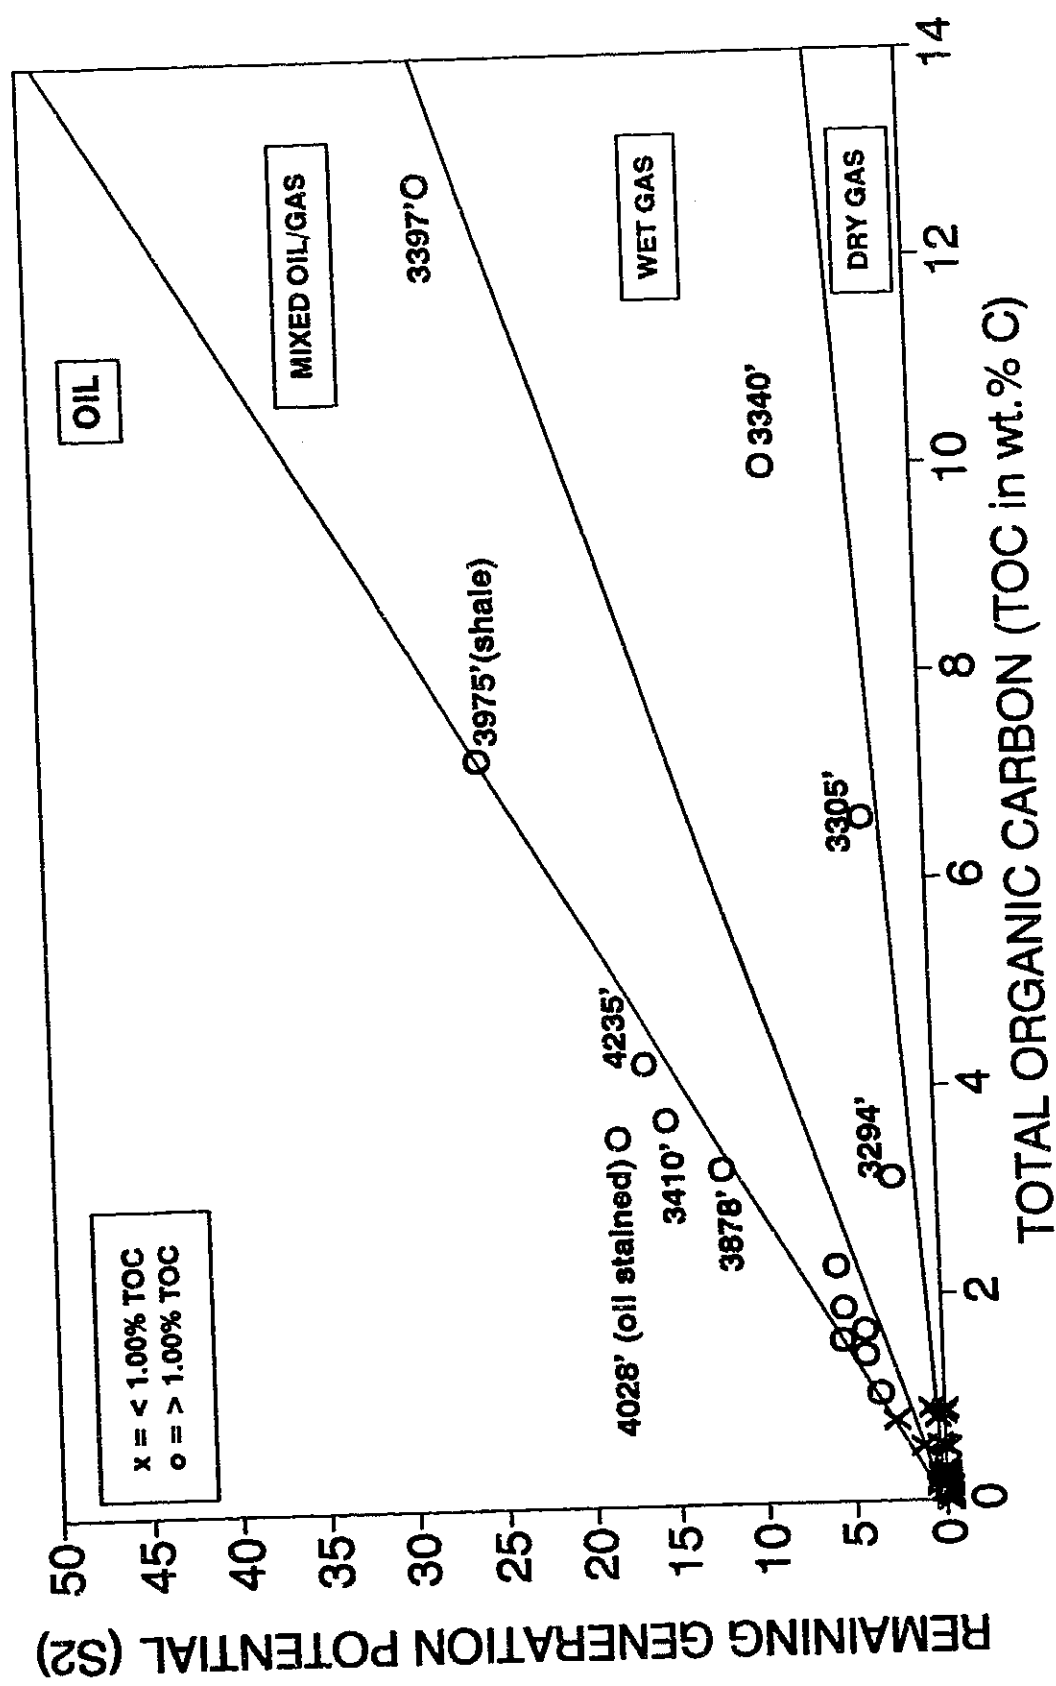 x = < 1.00% TOC
o = > 1.00% TOC
OIL
MIXED OIL/GAS
WET GAS
DRY GAS
3975'(shale)
3397'
3340'
4235'
4028' (oil stained)
3410'
3878'
3305'
3294'
REMAINING GENERATION POTENTIAL (S2)
50
45
40
35
30
25
20
15
10
5
0
0
2
4
6
8
10
12
14
TOTAL ORGANIC CARBON (TOC in wt.% C)